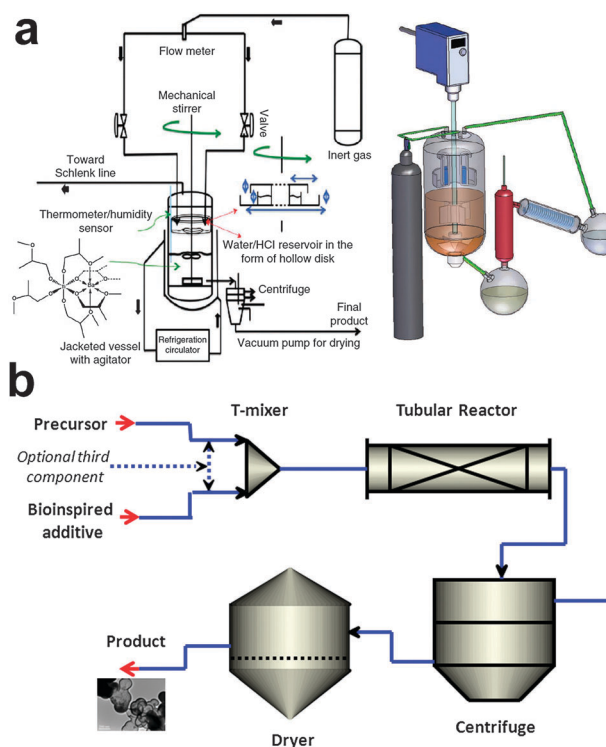 a
Flow meter
Mechanical
stirrer
Valve
Inert gas
Toward
Schlenk line
Thermometer/humidity
sensor
Water/HCl reservoir in the
form of hollow disk
Centrifuge
Final
product
Vacuum pump for drying
Refrigeration
circulator
Jacketed vessel
with agitator
b
Precursor
T-mixer
Tubular Reactor
Optional third
component
Bioinspired
additive
Product
Dryer
Centrifuge